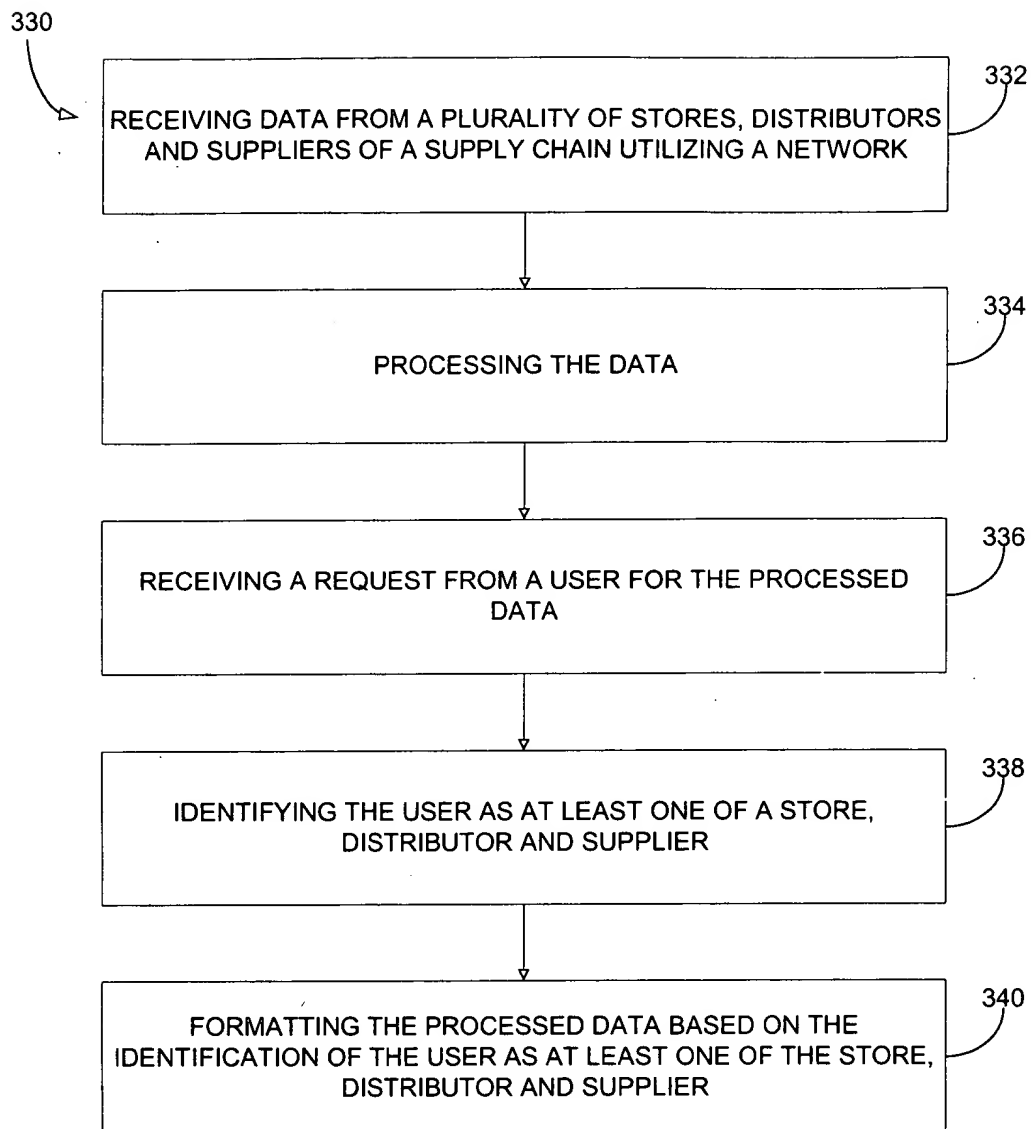 330
332
RECEIVING DATA FROM A PLURALITY OF STORES, DISTRIBUTORS
AND SUPPLIERS OF A SUPPLY CHAIN UTILIZING A NETWORK
334
PROCESSING THE DATA
336
RECEIVING A REQUEST FROM A USER FOR THE PROCESSED
DATA
338
IDENTIFYING THE USER AS AT LEAST ONE OF A STORE,
DISTRIBUTOR AND SUPPLIER
340
FORMATTING THE PROCESSED DATA BASED ON THE
IDENTIFICATION OF THE USER AS AT LEAST ONE OF THE STORE,
DISTRIBUTOR AND SUPPLIER